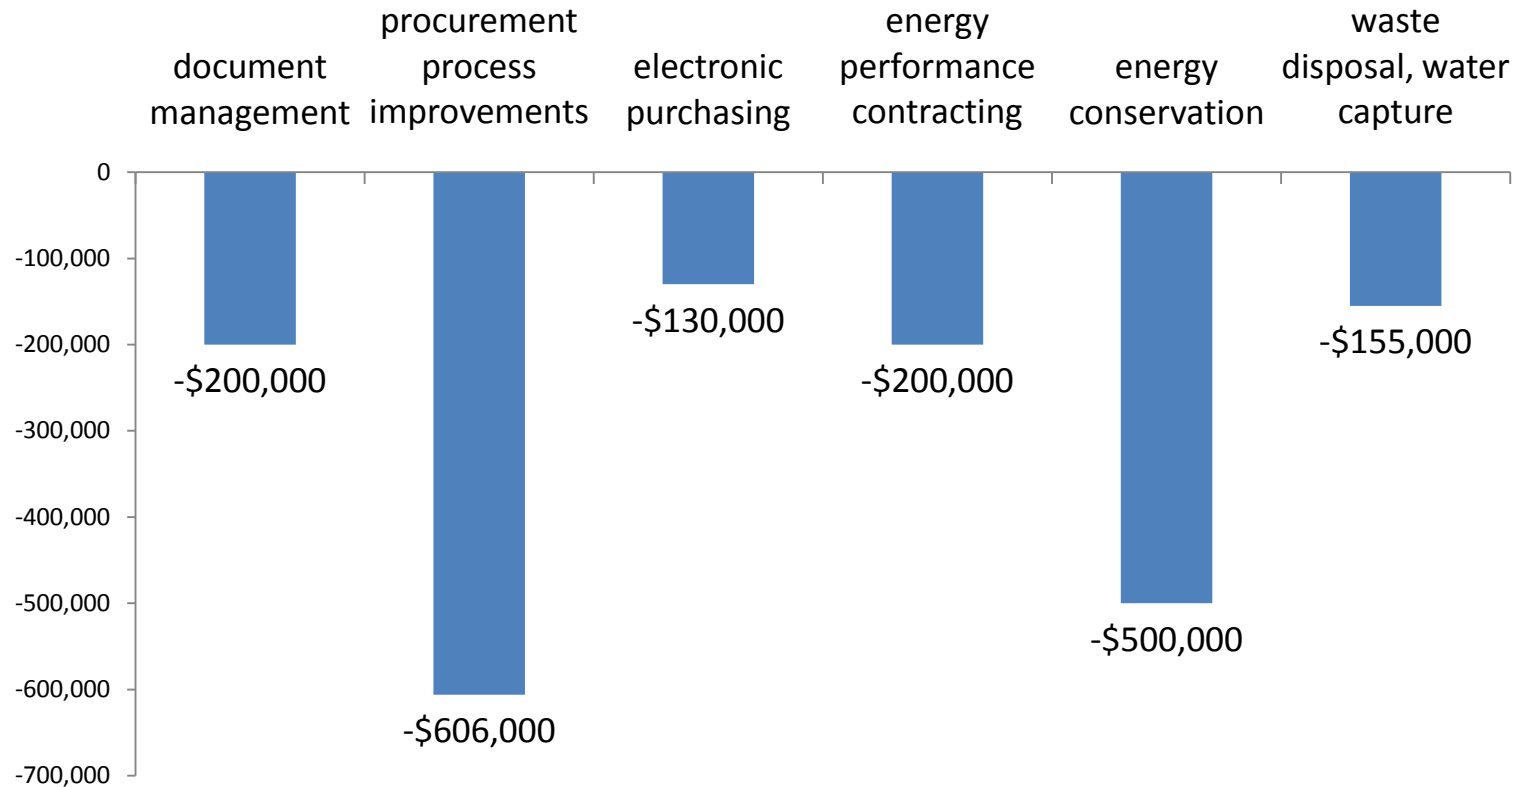 document
management
procurement
process
improvements
electronic
purchasing
energy
performance
contracting
energy
conservation
waste
disposal, water
capture
0
-100,000
-200,000
-300,000
-400,000
-500,000
-600,000
-700,000
-$200,000
-$606,000
-$130,000
-$200,000
-$500,000
-$155,000